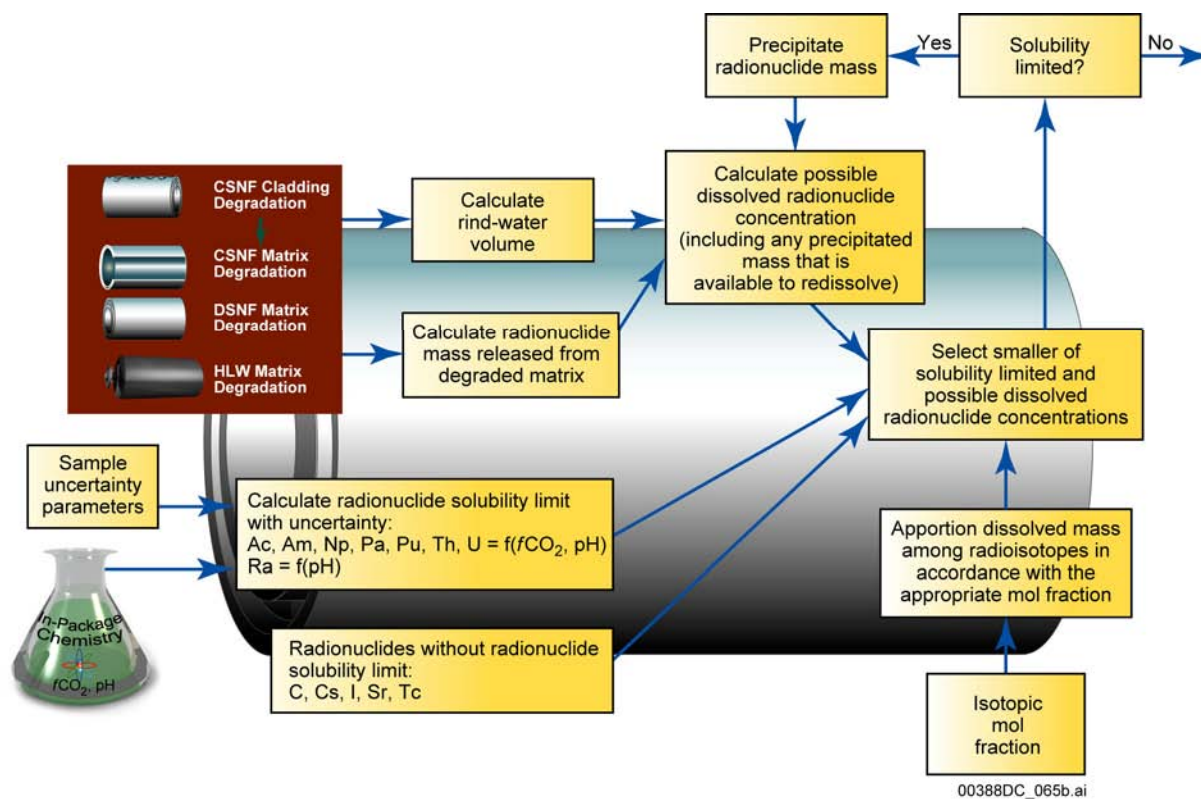 Precipitate
radionuclide mass
Yes
Solubility
limited?
No
CSNF Cladding
Degradation
CSNF Matrix
Degradation
DSNF Matrix
Degradation
HLW Matrix
Degradation
Calculate
rind-water
volume
Calculate possible
dissolved radionuclide
concentration
(including any precipitated
mass that is
available to redissolve)
Calculate radionuclide
mass released from
degraded matrix
Select smaller of
solubility limited and
possible dissolved
radionuclide concentrations
Sample
uncertainty
parameters
Calculate radionuclide solubility limit
with uncertainty:
Ac, Am, Np, Pa, Pu, Th, U = f(fCO₂, pH)
Ra = f(pH)
Apportion dissolved mass
among radioisotopes in
accordance with the
appropriate mol fraction
In-Package
Chemistry
fCO₂, pH
Radionuclides without radionuclide
solubility limit:
C, Cs, I, Sr, Tc
Isotopic
mol
fraction
00388DC_065b.ai